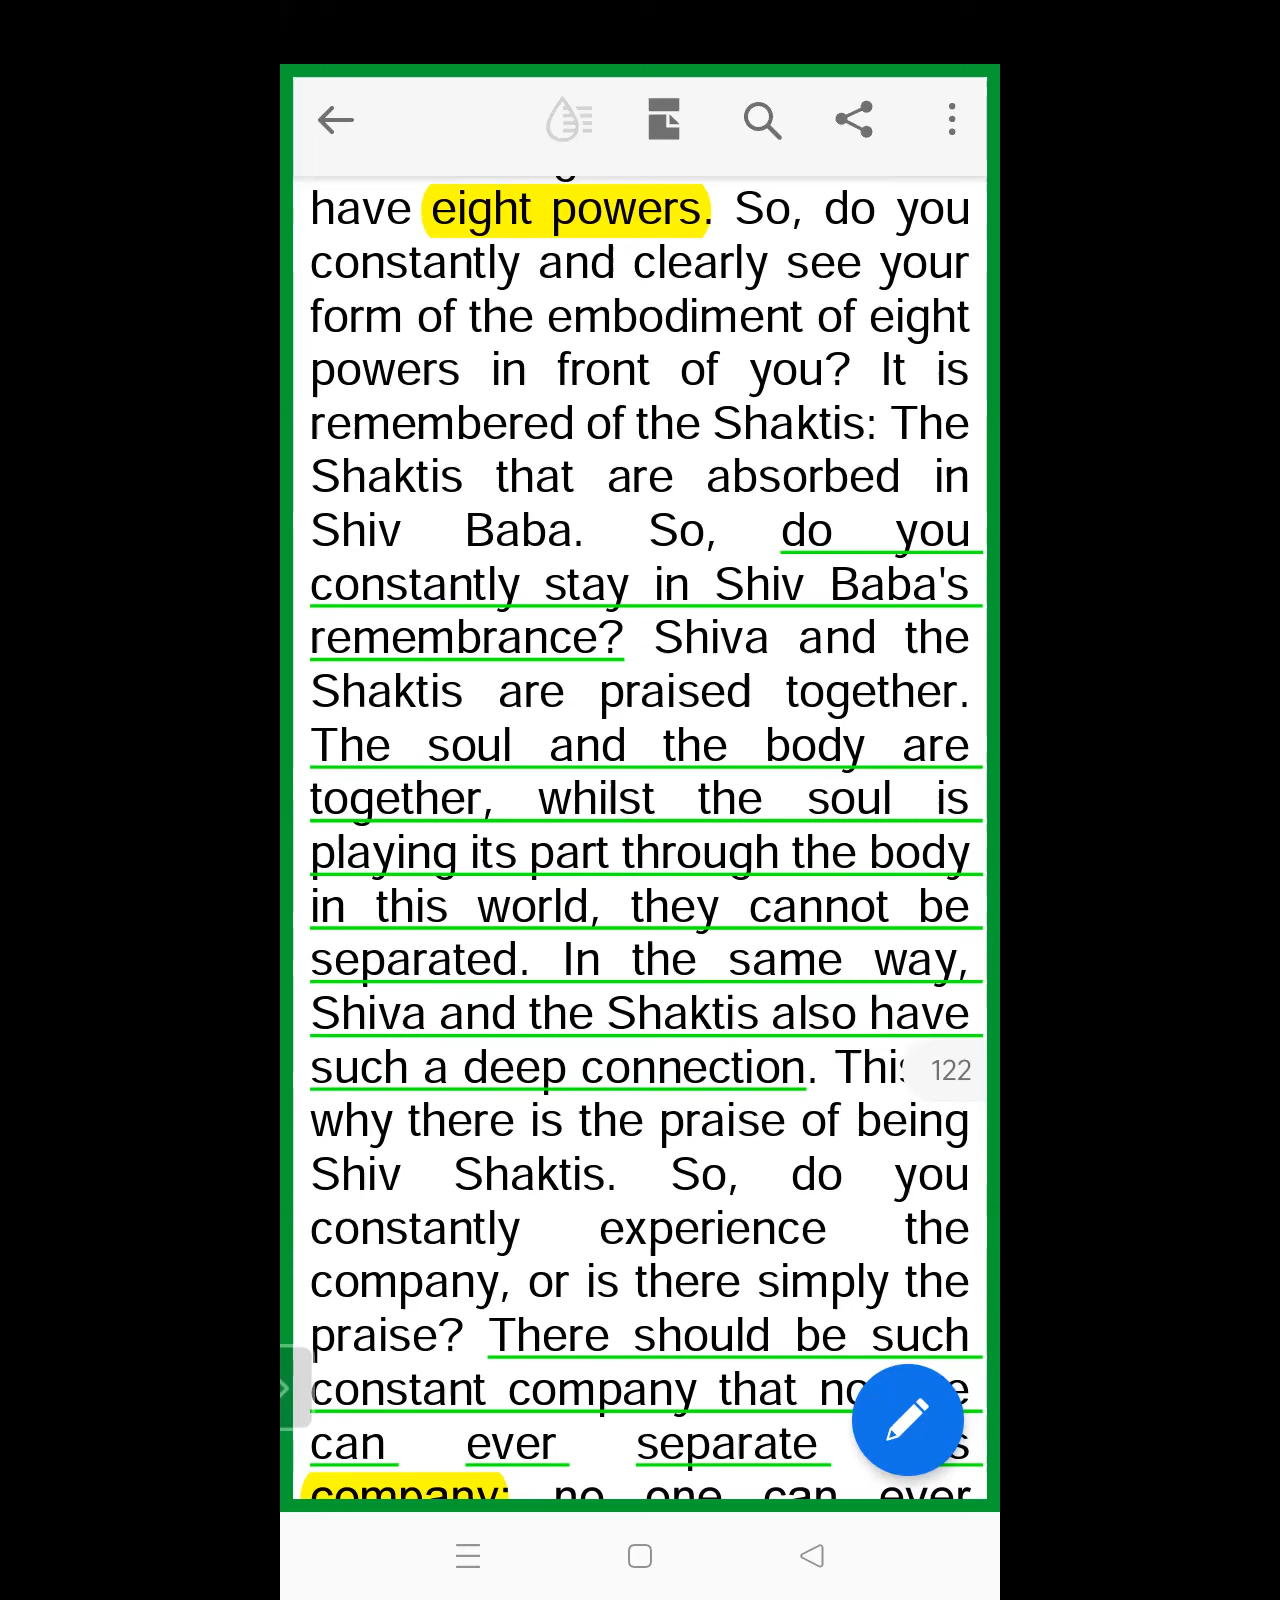 have eight powers. So, do you
constantly and clearly see your
form of the embodiment of eight
powers in front of you? It is
remembered of the Shaktis: The
Shaktis that are absorbed in
Shiv Baba. So, do you
constantly stay in Shiv Baba's
remembrance? Shiva and the
Shaktis are praised together.
The soul and the body are
together, whilst the soul is
playing its part through the body
in this world, they cannot be
separated. In the same way,
Shiva and the Shaktis also have
such a deep connection. This
122
why there is the praise of being
Shiv Shaktis. So, do you
constantly experience the
company, or is there simply the
praise? There should be such
constant company that
can ever separate
company; no one can ever